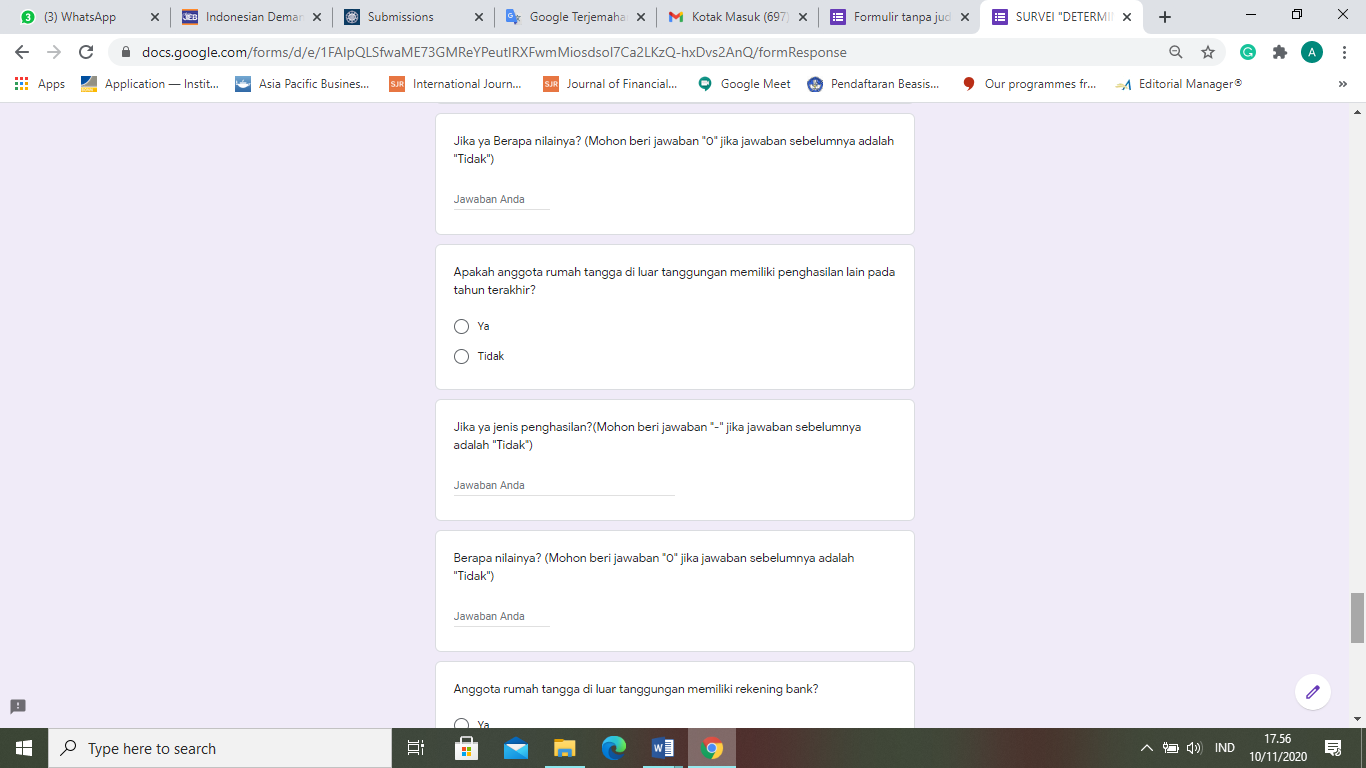 (3) WhatsApp
Indonesian Deman
Submissions
Google Terjemaha
Kotak Masuk (697)
Formulir tanpa jud
SURVEI "DETERMI
docs.google.com/forms/d/e/1FAIpQLSfwaME73GMReYPeutIRXFwmMiosdsol7Ca2LKzQ-hxDvs2AnQ/formResponse
A
Apps
Application — Instit...
Asia Pacific Busines...
SJR International Journ...
SJR Journal of Financial...
Google Meet
Pendaftaran Beasis...
Our programmes fr...
Editorial Manager®
Jika ya Berapa nilainya? (Mohon beri jawaban "0" jika jawaban sebelumnya adalah
"Tidak")
Jawaban Anda
Apakah anggota rumah tangga di luar tanggungan memiliki penghasilan lain pada
tahun terakhir?
Ya
Tidak
Jika ya jenis penghasilan?(Mohon beri jawaban "-" jika jawaban sebelumnya
adalah "Tidak")
Jawaban Anda
Berapa nilainya? (Mohon beri jawaban "0" jika jawaban sebelumnya adalah
"Tidak")
Jawaban Anda
Anggota rumah tangga di luar tanggungan memiliki rekening bank?
Ya
Type here to search
IND
17.56
10/11/2020